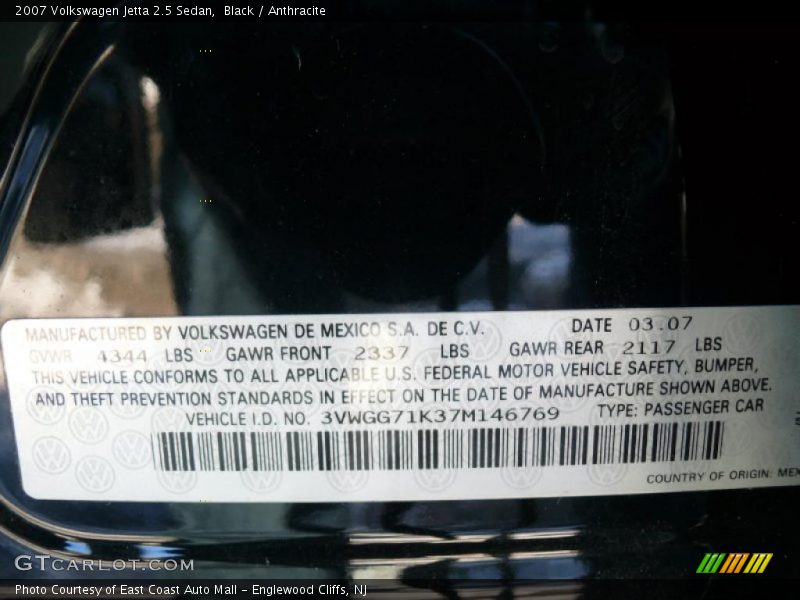 2007 Volkswagen Jetta 2.5 Sedan,  Black / Anthracite
MANUFACTURED BY VOLKSWAGEN DE MEXICO S.A. DE C.V. DATE 03.07
GVWR 4344 LBS GAWR FRONT 2337 LBS GAWR REAR 2117 LBS
THIS VEHICLE CONFORMS TO ALL APPLICABLE U.S. FEDERAL MOTOR VEHICLE SAFETY, BUMPER,
AND THEFT PREVENTION STANDARDS IN EFFECT ON THE DATE OF MANUFACTURE SHOWN ABOVE.
VEHICLE I.D. NO. 3VWGG71K37M146769 TYPE: PASSENGER CAR
COUNTRY OF ORIGIN: MEX
GTCARLOT.COM
Photo Courtesy of East Coast Auto Mall - Englewood Cliffs, NJ